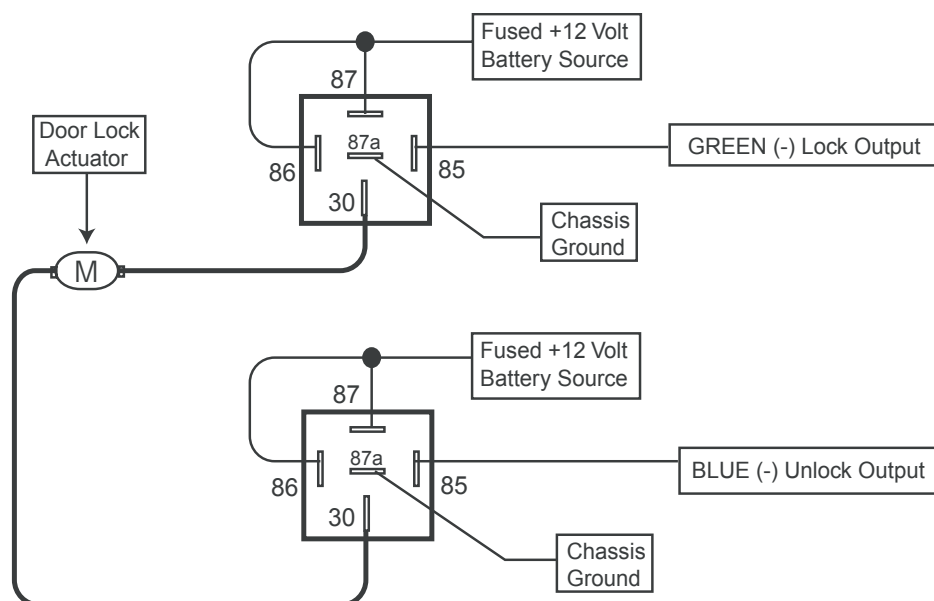 Fused +12 Volt
Battery Source
87
Door Lock
Actuator
87a
GREEN (-) Lock Output
86
85
30
Chassis
Ground
M
Fused +12 Volt
Battery Source
87
87a
BLUE (-) Unlock Output
86
85
30
Chassis
Ground